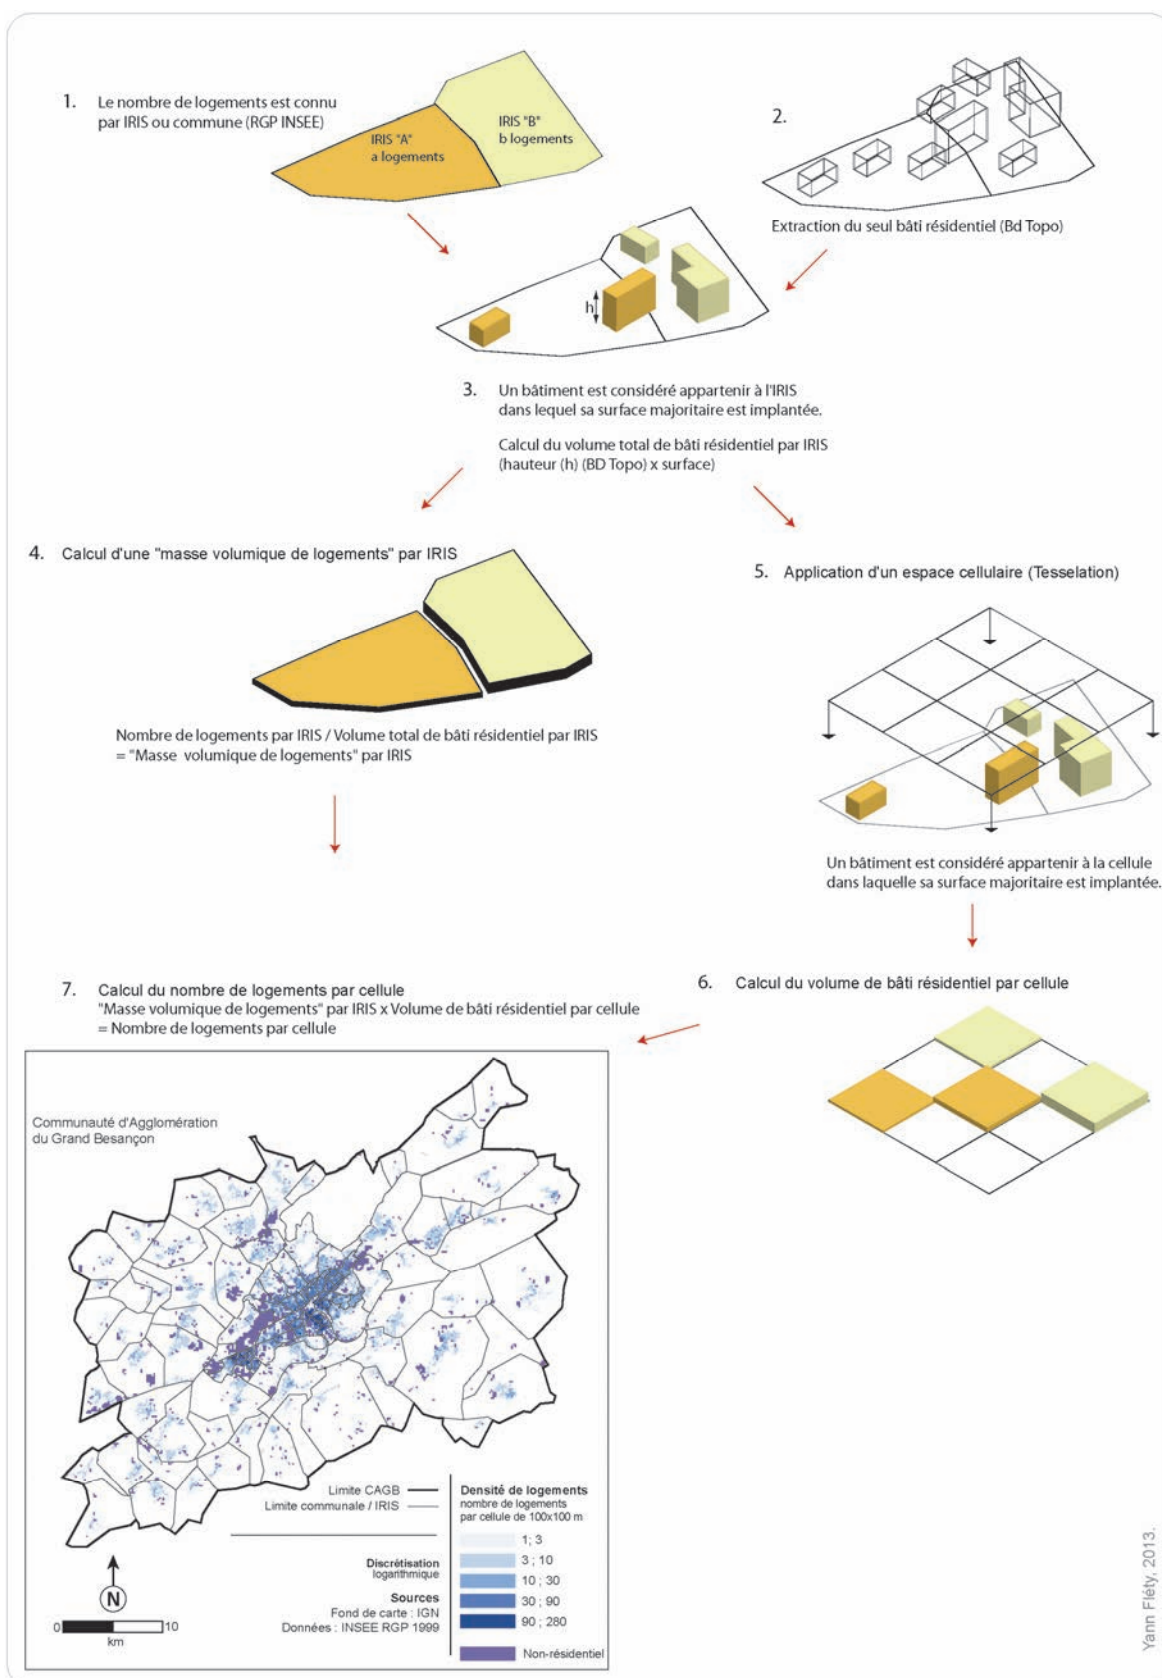 1. Le nombre de logements est connu
par IRIS ou commune (RGP INSEE)
IRIS "A"
a logements
IRIS "B"
b logements
2.
Extraction du seul bâti résidentiel (Bd Topo)
h
3. Un bâtiment est considéré appartenir à l'IRIS
dans lequel sa surface majoritaire est implantée.
Calcul du volume total de bâti résidentiel par IRIS
(hauteur (h) (BD Topo) x surface)
4. Calcul d'une "masse volumique de logements" par IRIS
Nombre de logements par IRIS / Volume total de bâti résidentiel par IRIS
= "Masse volumique de logements" par IRIS
5. Application d'un espace cellulaire (Tesselation)
Un bâtiment est considéré appartenir à la cellule
dans laquelle sa surface majoritaire est implantée.
6. Calcul du volume de bâti résidentiel par cellule
7. Calcul du nombre de logements par cellule
"Masse volumique de logements" par IRIS x Volume de bâti résidentiel par cellule
= Nombre de logements par cellule
Communauté d'Agglomération
du Grand Besançon
Limite CAGB
Limite communale / IRIS
Discrétisation
logarithmique
Sources
Fond de carte : IGN
Données : INSEE RGP 1999
N
0 10
km
Densité de logements
nombre de logements
par cellule de 100x100 m
1; 3
3 ; 10
10 ; 30
30 ; 90
90 ; 280
Non-résidentiel
Yann Fléty, 2013.